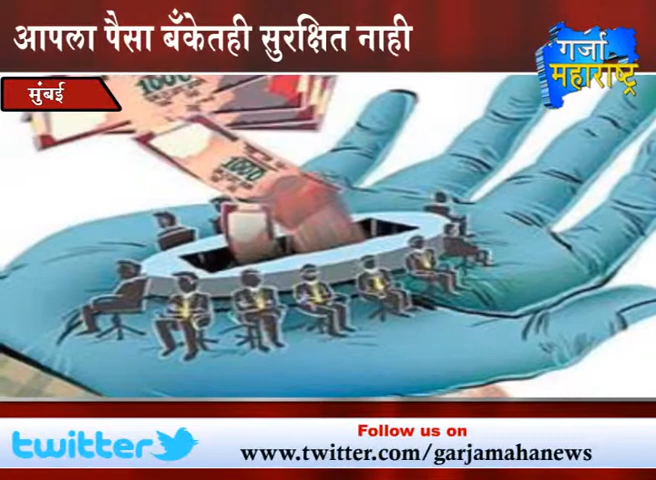 आपला पैसा बँकेतही सुरक्षित नाही
गर्जा
महाराष्ट्र
मुंबई
1000
1000
twitter
Follow us on
www.twitter.com/garjamahanews